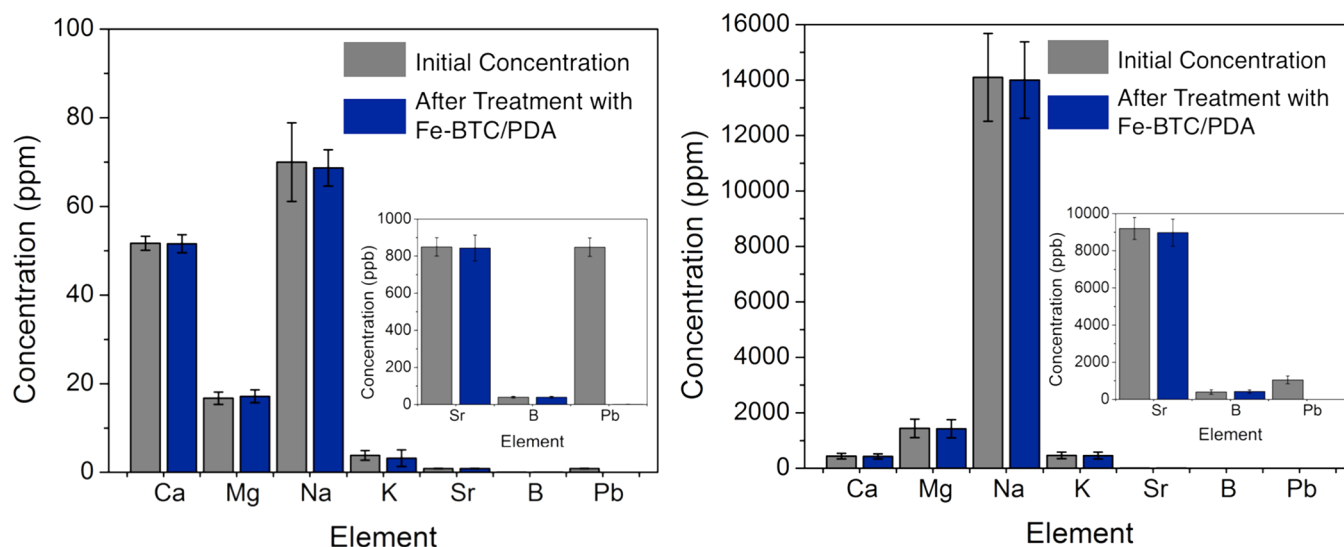 100
80
60
40
20
0
Concentration (ppm)
Initial Concentration
After Treatment with
Fe-BTC/PDA
1000
800
600
400
200
0
Concentration (ppb)
Sr B Pb
Element
Ca Mg Na K Sr B Pb
Element
16000
14000
12000
10000
8000
6000
4000
2000
0
Concentration (ppm)
Initial Concentration
After Treatment with
Fe-BTC/PDA
10000
8000
6000
4000
2000
0
Concentration (ppb)
Sr B Pb
Element
Ca Mg Na K Sr B Pb
Element